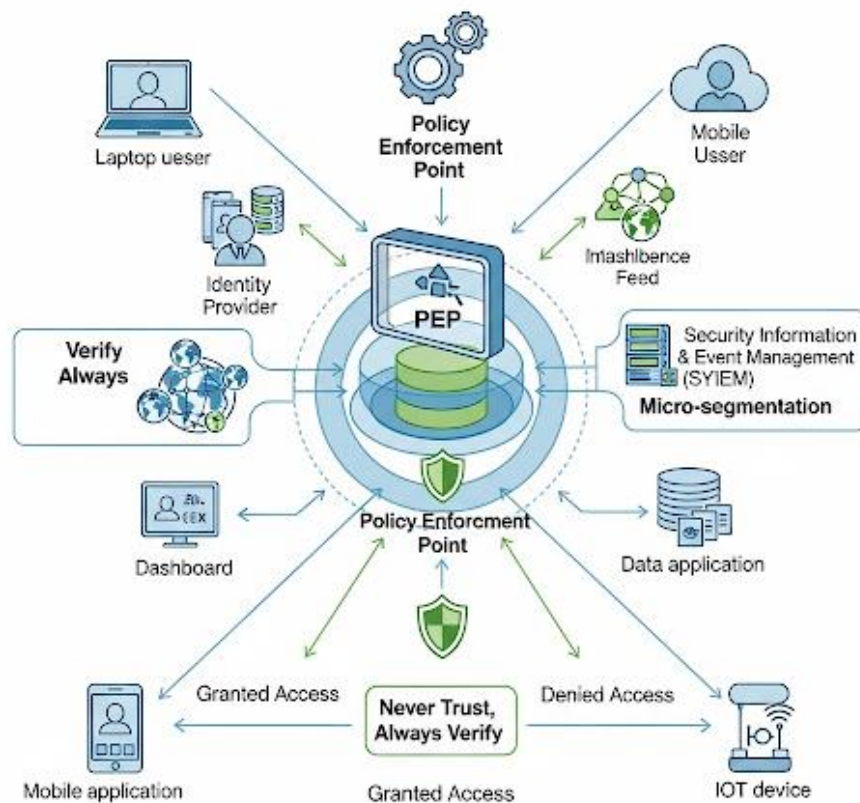 Policy
Enforcement
Point
Laptop ueser
Mobile
Usser
Identity
Provider
Imashlbence
Feed
PEP
Verify
Always
Security Information
& Event Management
(SYIEM)
Micro-segmentation
Dashboard
Policy Enforcment
Point
Data application
Granted Access
Never Trust,
Always Verify
Denied Access
Mobile application
Granted Access
IOT device